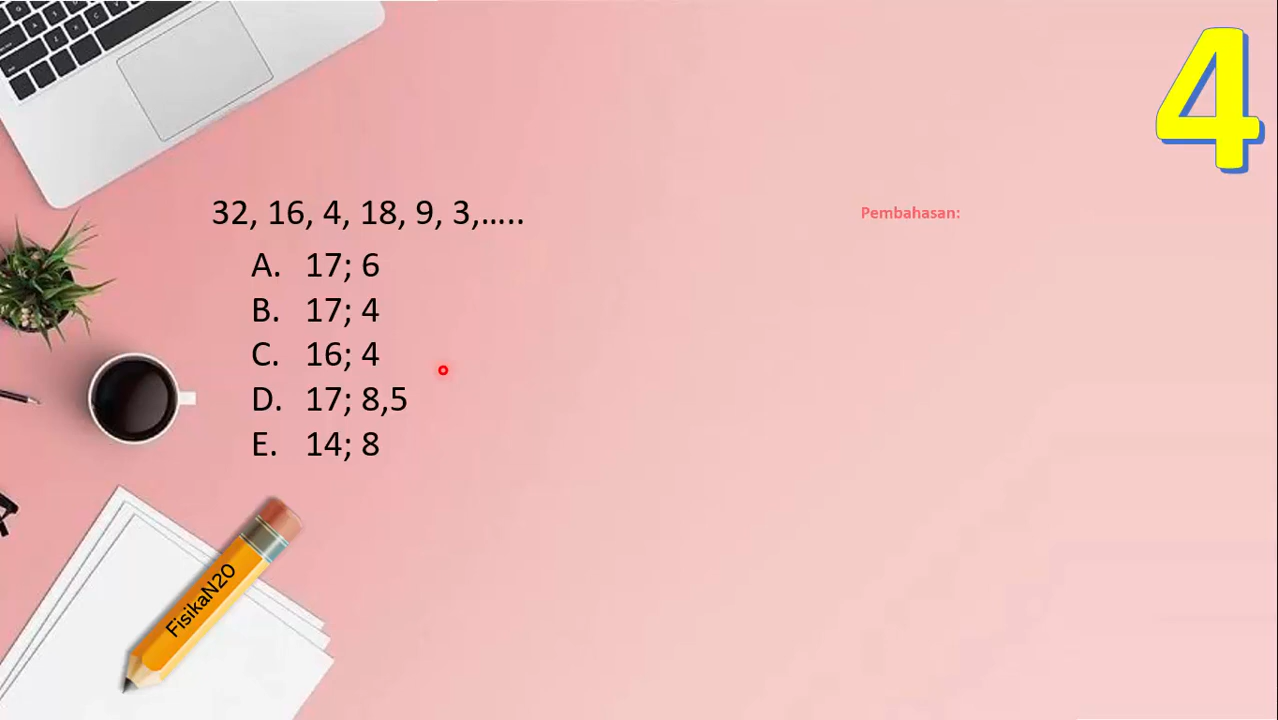 4
32, 16, 4, 18, 9, 3,.....
Pembahasan:
A. 17; 6
B. 17; 4
C. 16; 4
D. 17; 8,5
E. 14; 8
FisikaN20